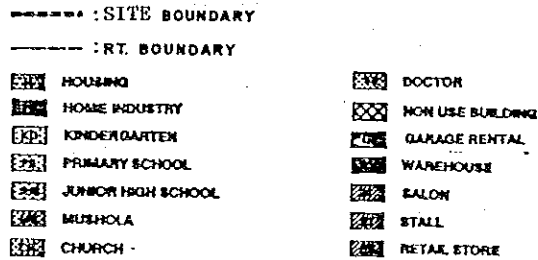 : SITE BOUNDARY
: RT. BOUNDARY
HOUSING
HOME INDUSTRY
KINDERGARTEN
PRIMARY SCHOOL
JUNIOR HIGH SCHOOL
MUSHOLA
CHURCH -
DOCTOR
NON USE BUILDING
GARAGE RENTAL
WAREHOUSE
SALON
STALL
RETAIL STORE